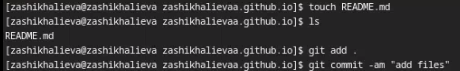 [zashikhalieva@zashikhalieva zashikhalievaa.github.io]$ touch README.md
[zashikhalieva@zashikhalieva zashikhalievaa.github.io]$ ls
README.md
[zashikhalieva@zashikhalieva zashikhalievaa.github.io]$ git add .
[zashikhalieva@zashikhalieva zashikhalievaa.github.io]$ git commit -am "add files"